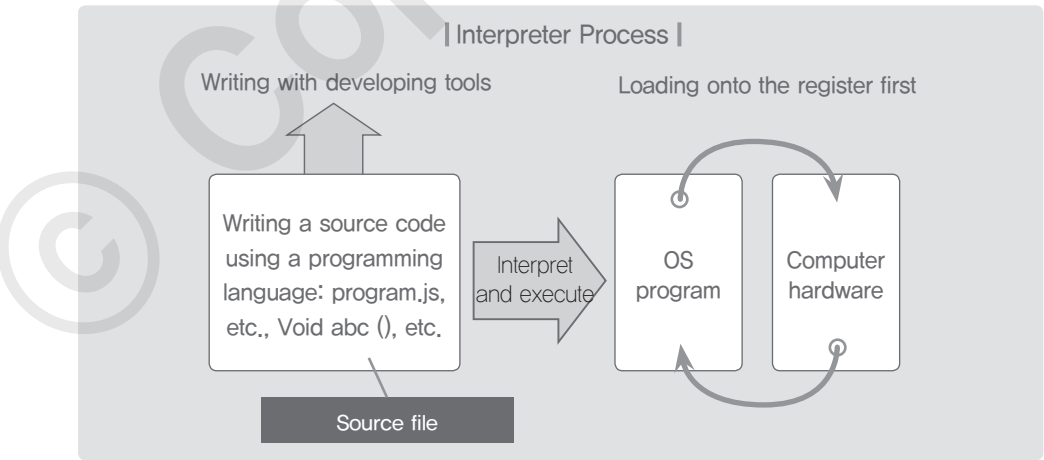 | Interpreter Process |
Writing with developing tools
Loading onto the register first
Writing a source code
using a programming
language: program.js,
etc., Void abc (), etc.
Interpret
and execute
OS
program
Computer
hardware
Source file
©